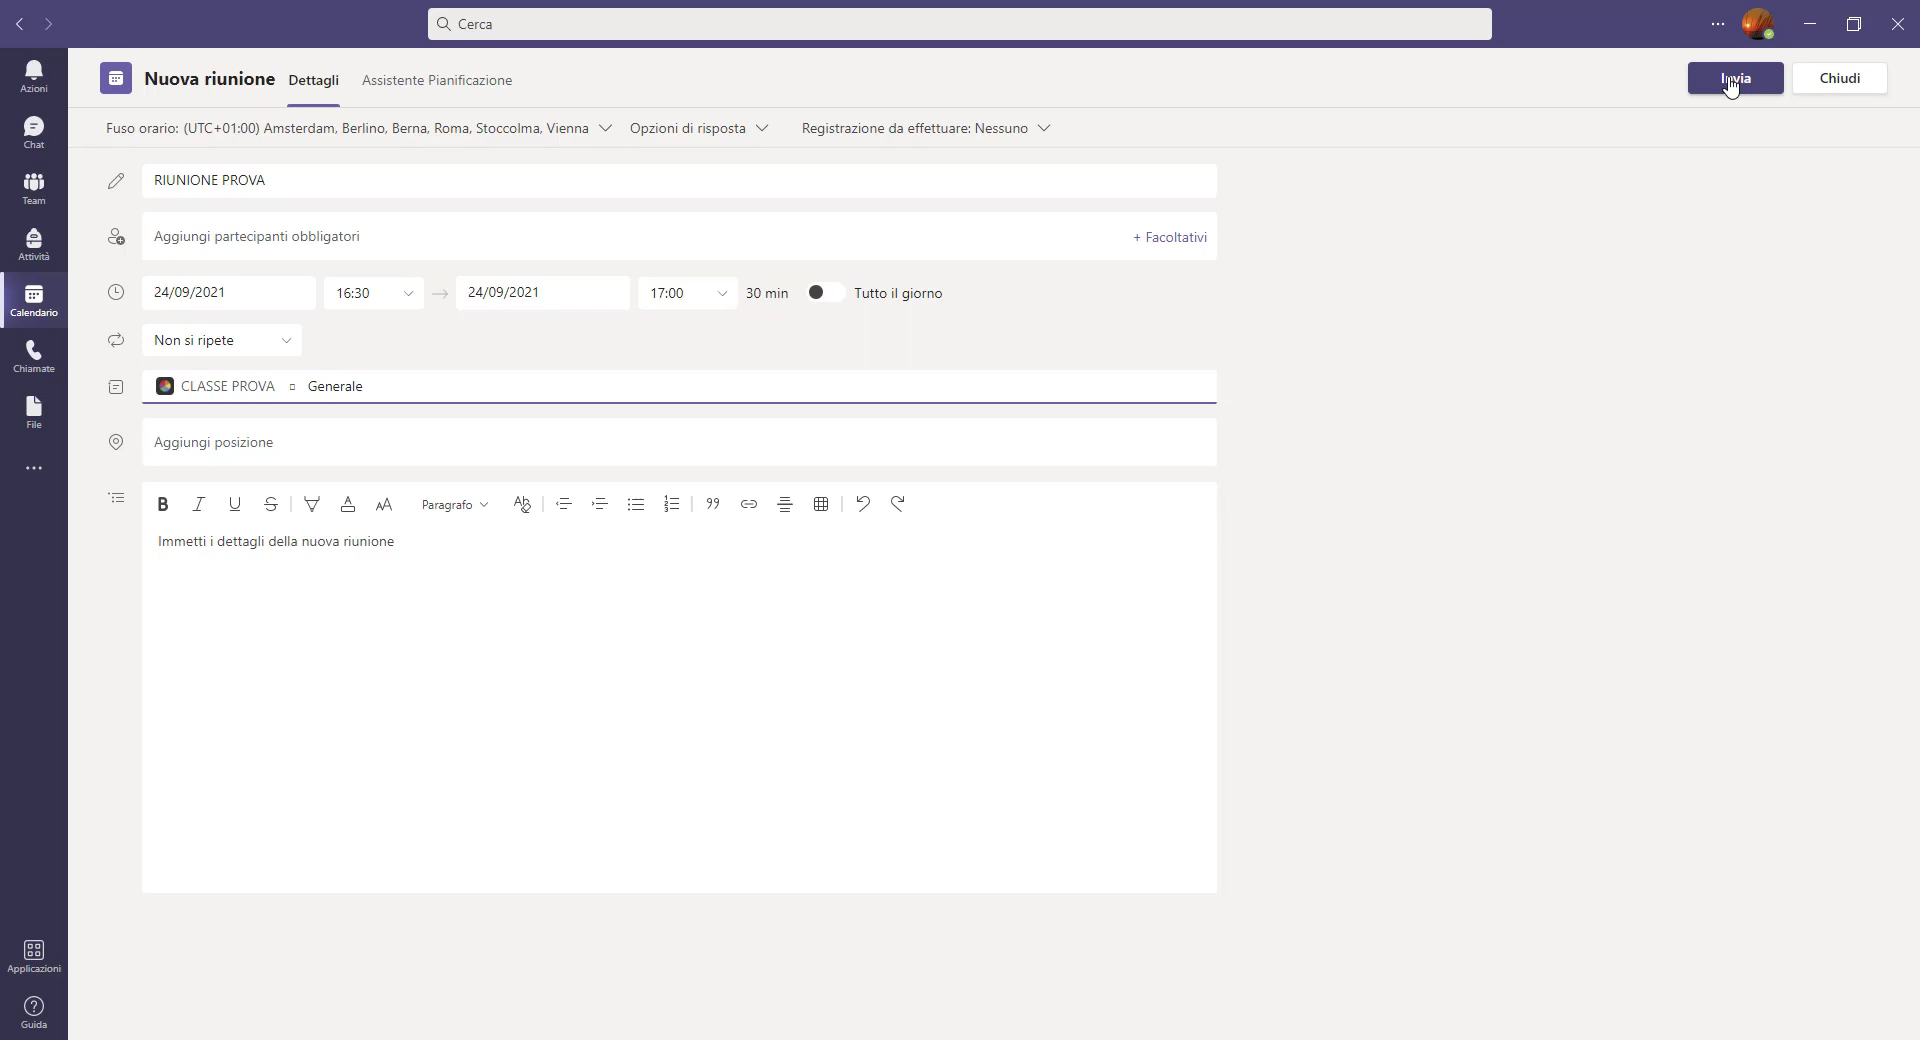 Cerca
Azioni
Chat
Team
Attività
Calendario
Chiamate
File
Applicazioni
Guida
Nuova riunione Dettagli Assistente Pianificazione
Invia Chiudi
Fuso orario: (UTC+01:00) Amsterdam, Berlino, Berna, Roma, Stoccolma, Vienna Opzioni di risposta Registrazione da effettuare: Nessuno
RIUNIONE PROVA
Aggiungi partecipanti obbligatori + Facoltativi
24/09/2021 16:30 24/09/2021 17:00 30 min Tutto il giorno
Non si ripete
CLASSE PROVA Generale
Aggiungi posizione
Paragrafo
Immetti i dettagli della nuova riunione